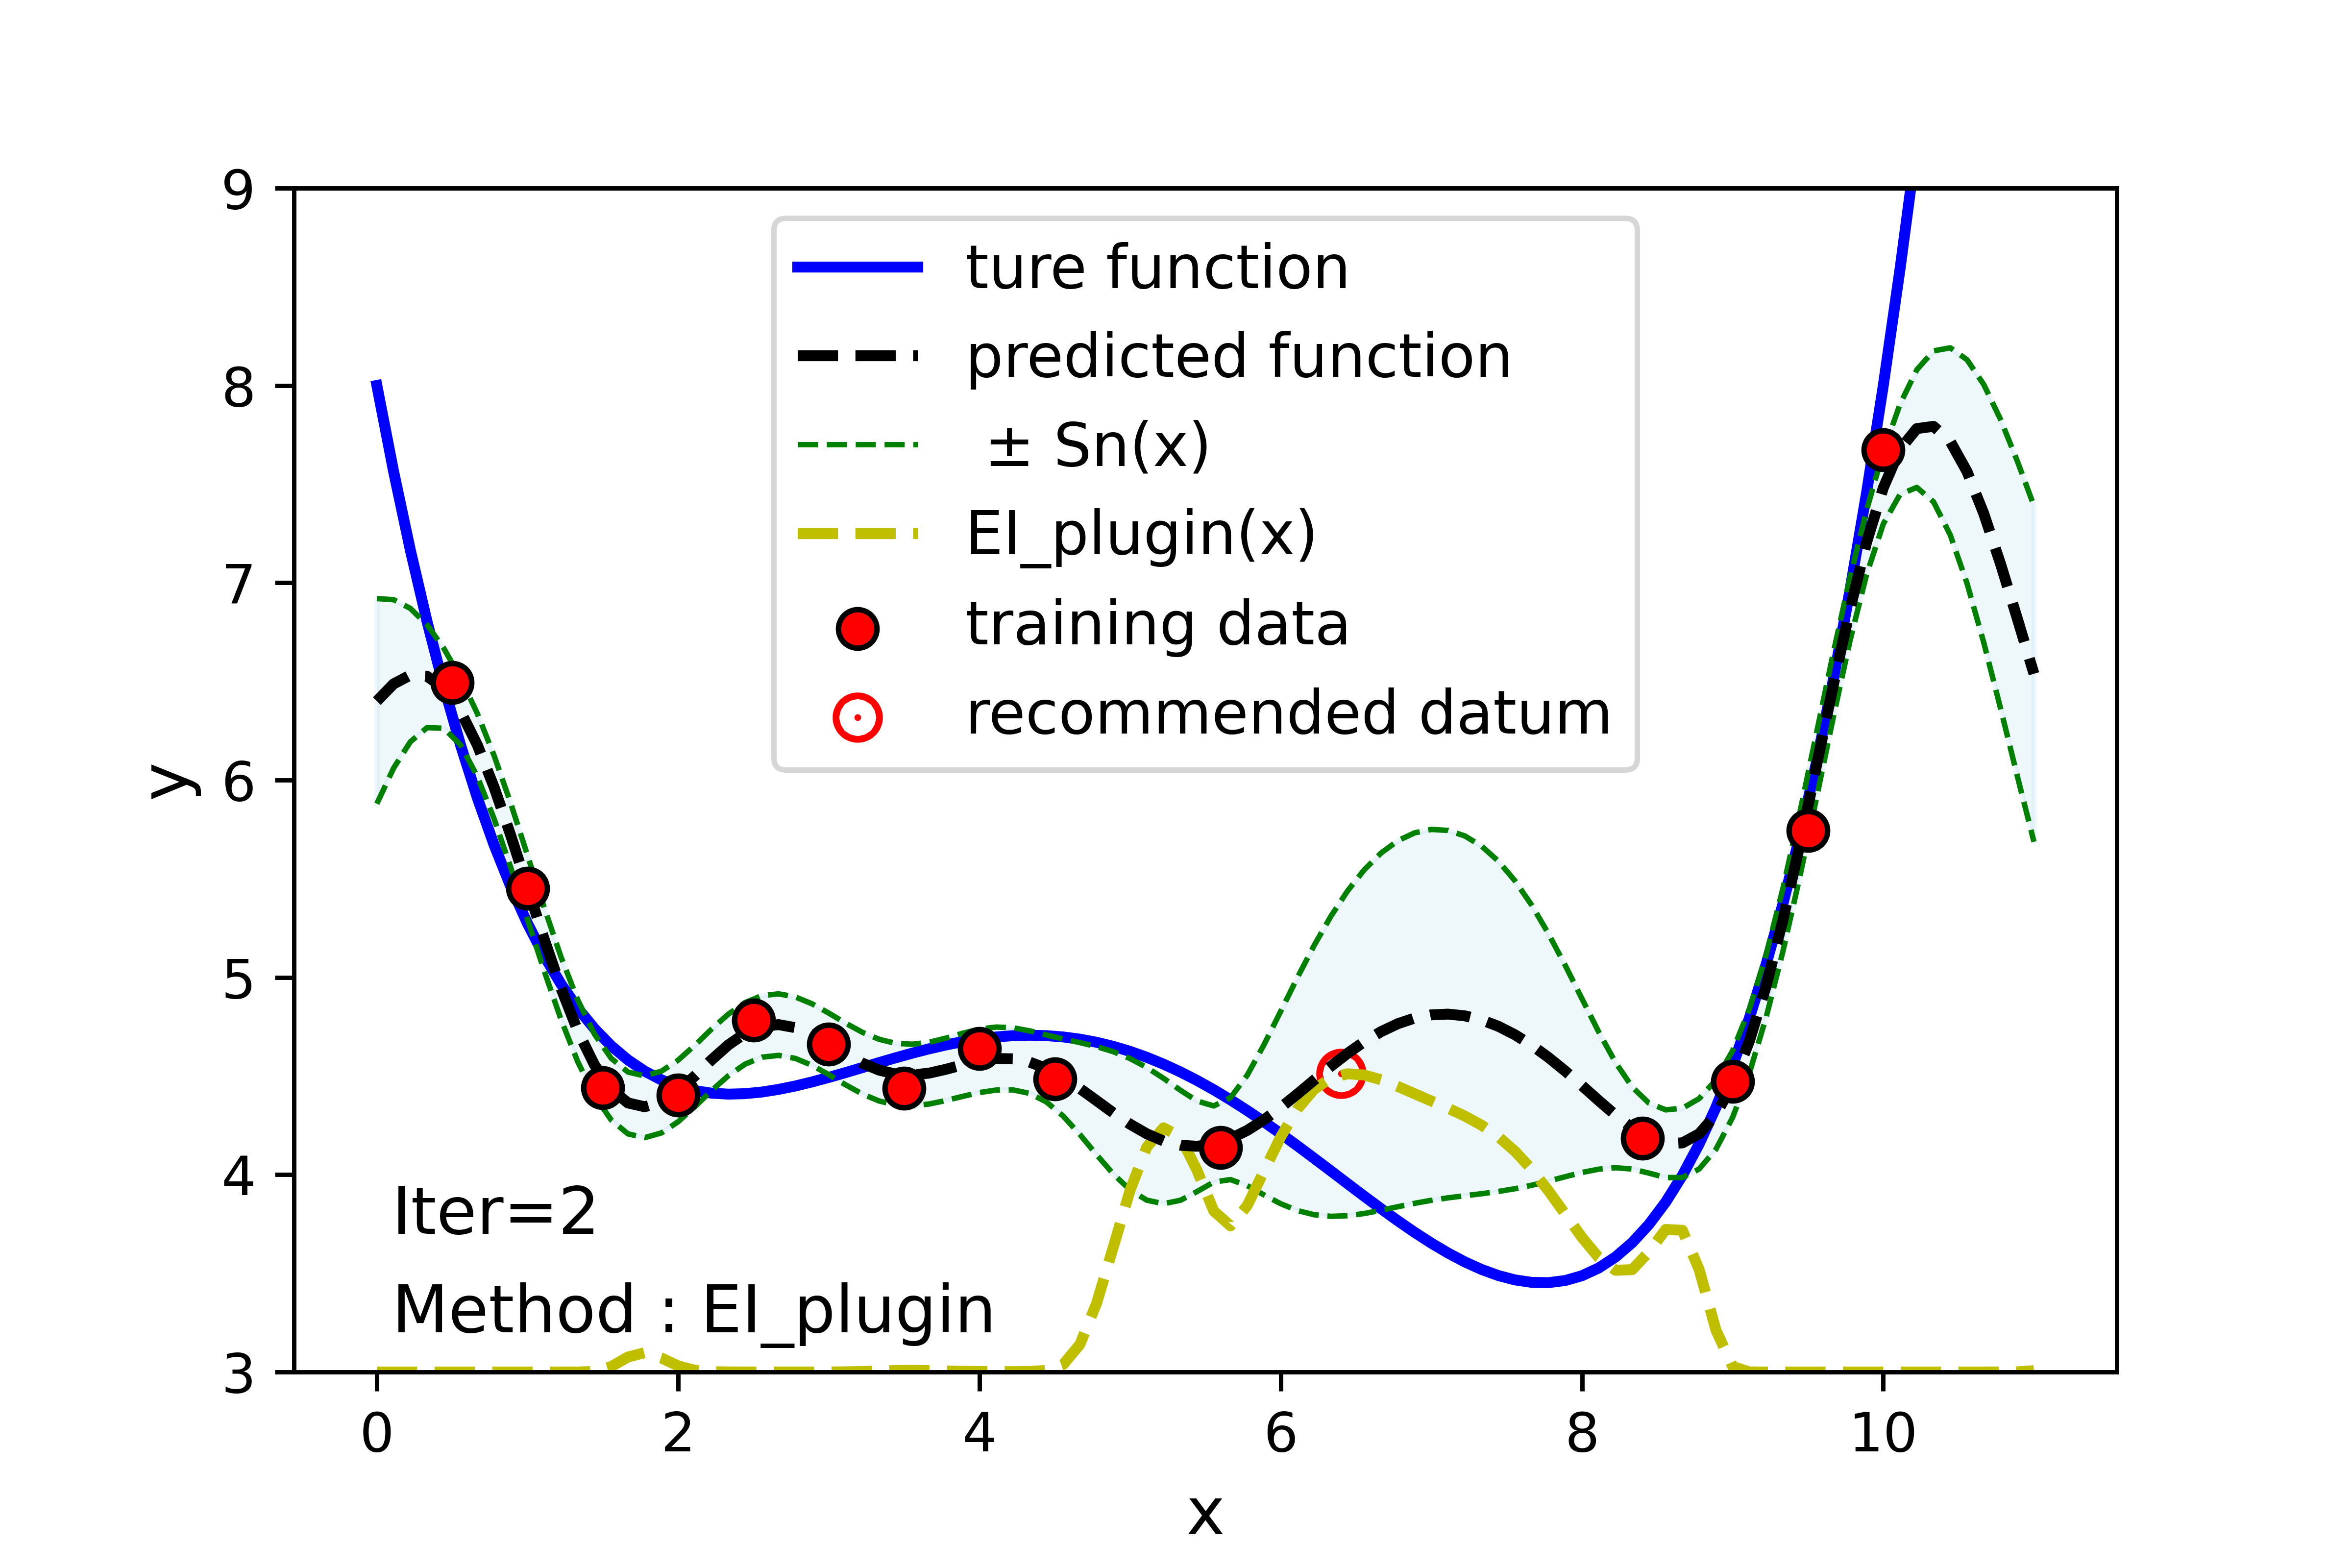 9
8
7
6
5
4
3
y
ture function
predicted function
± Sn(x)
EI_plugin(x)
training data
recommended datum
Iter=2
Method : EI_plugin
0 2 4 6 8 10
x